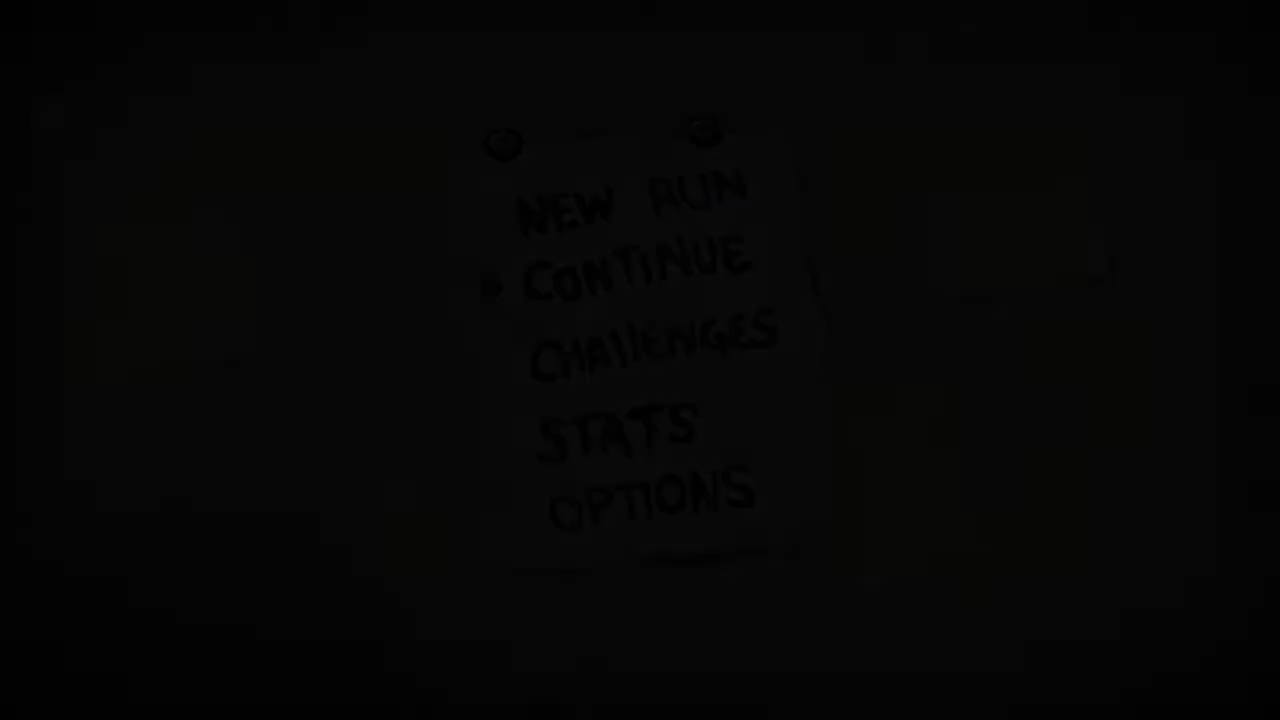 NEW RUN
CONTINUE
CHALLENGES
STATS
OPTIONS